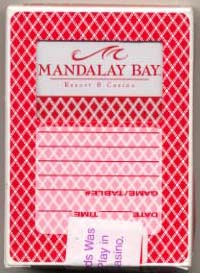 MANDALAY BAY
Resort & Casino
GAME/TABLE#
DATE TIME
ds Was
Play in
asino.